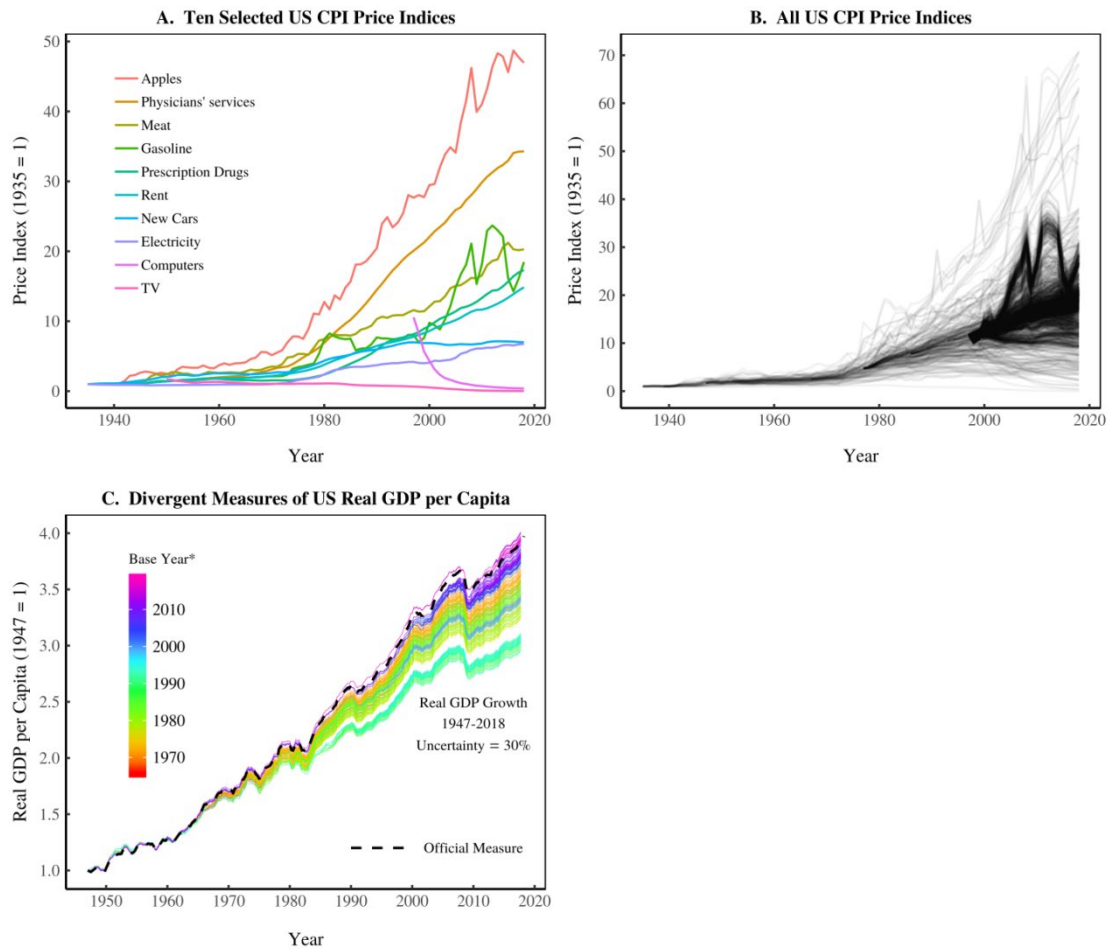 A. Ten Selected US CPI Price Indices
50
40
30
20
10
0
Price Index (1935 = 1)
Apples
Physicians' services
Meat
Gasoline
Prescription Drugs
Rent
New Cars
Electricity
Computers
TV
1940 1960 1980 2000 2020
Year
B. All US CPI Price Indices
70
60
50
40
30
20
10
0
Price Index (1935 = 1)
1940 1960 1980 2000 2020
Year
C. Divergent Measures of US Real GDP per Capita
4.0
3.5
3.0
2.5
2.0
1.5
1.0
Real GDP per Capita (1947 = 1)
Base Year*
2010
2000
1990
1980
1970
Real GDP Growth
1947-2018
Uncertainty = 30%
Official Measure
1950 1960 1970 1980 1990 2000 2010 2020
Year